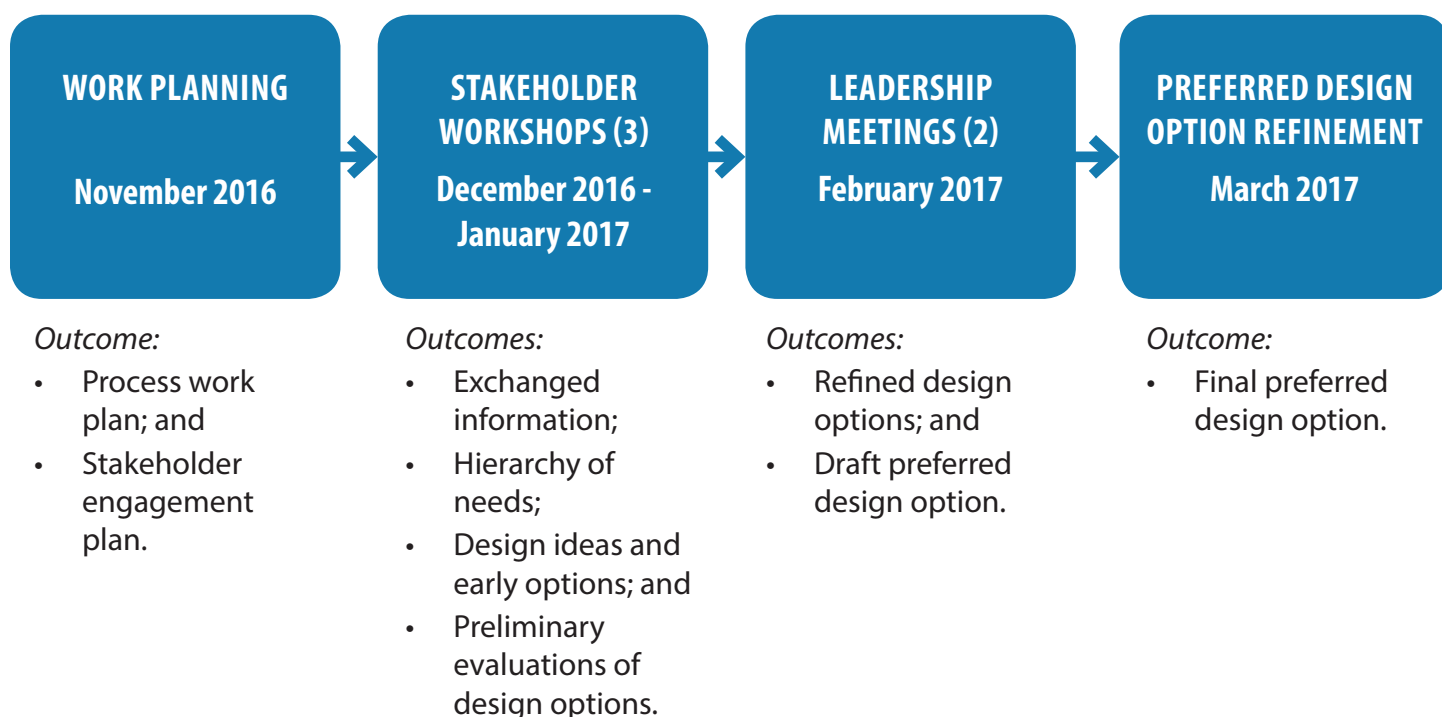 WORK PLANNING
November 2016
STAKEHOLDER
WORKSHOPS (3)
December 2016 -
January 2017
LEADERSHIP
MEETINGS (2)
February 2017
PREFERRED DESIGN
OPTION REFINEMENT
March 2017
Outcome:
• Process work
plan; and
• Stakeholder
engagement
plan.
Outcomes:
• Exchanged
information;
• Hierarchy of
needs;
• Design ideas and
early options; and
• Preliminary
evaluations of
design options.
Outcomes:
• Refined design
options; and
• Draft preferred
design option.
Outcome:
• Final preferred
design option.